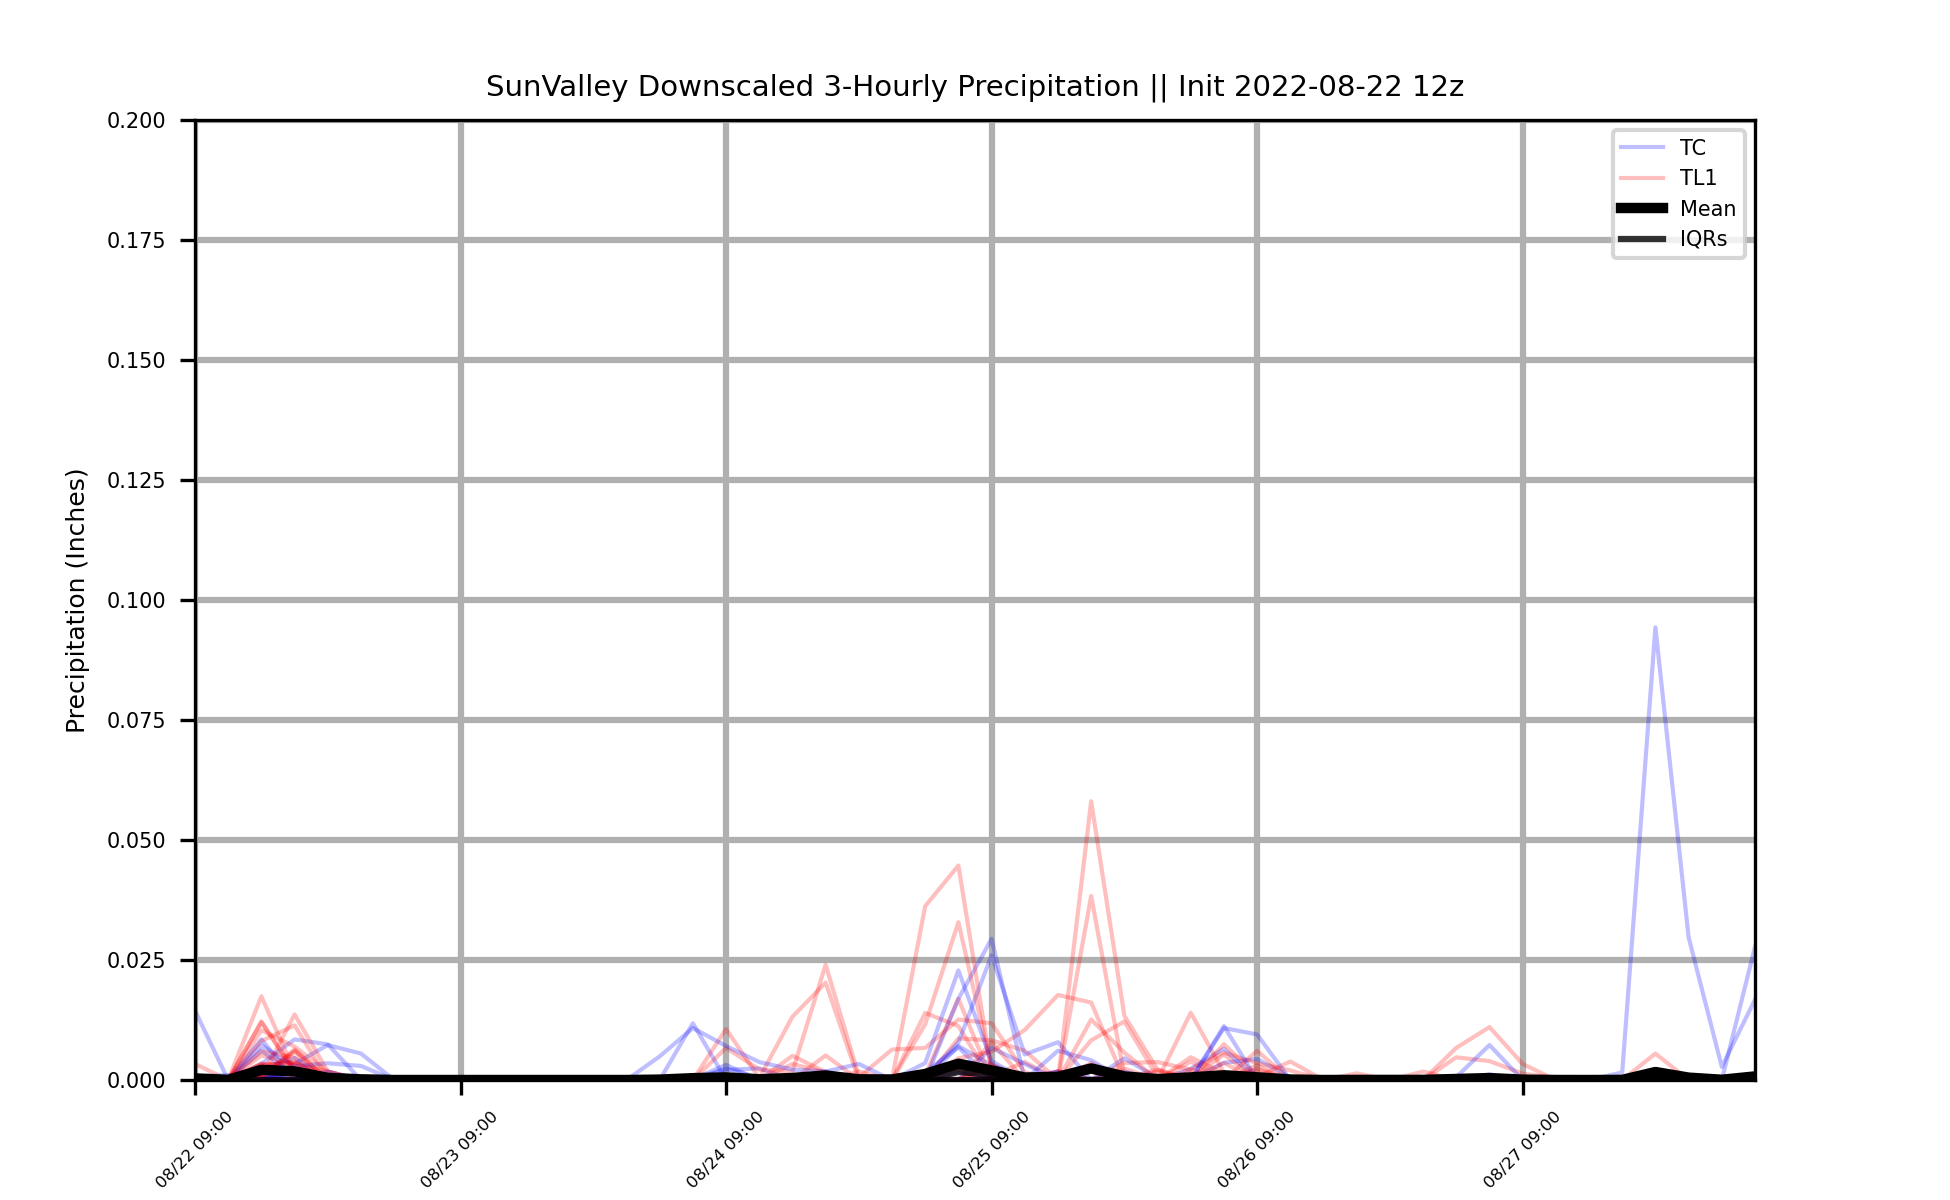 SunValley Downscaled 3-Hourly Precipitation || Init 2022-08-22 12z
TC
TL1
Mean
IQRs
Precipitation (Inches)
0.200
0.175
0.150
0.125
0.100
0.075
0.050
0.025
0.000
08/22 09:00
08/23 09:00
08/24 09:00
08/25 09:00
08/26 09:00
08/27 09:00